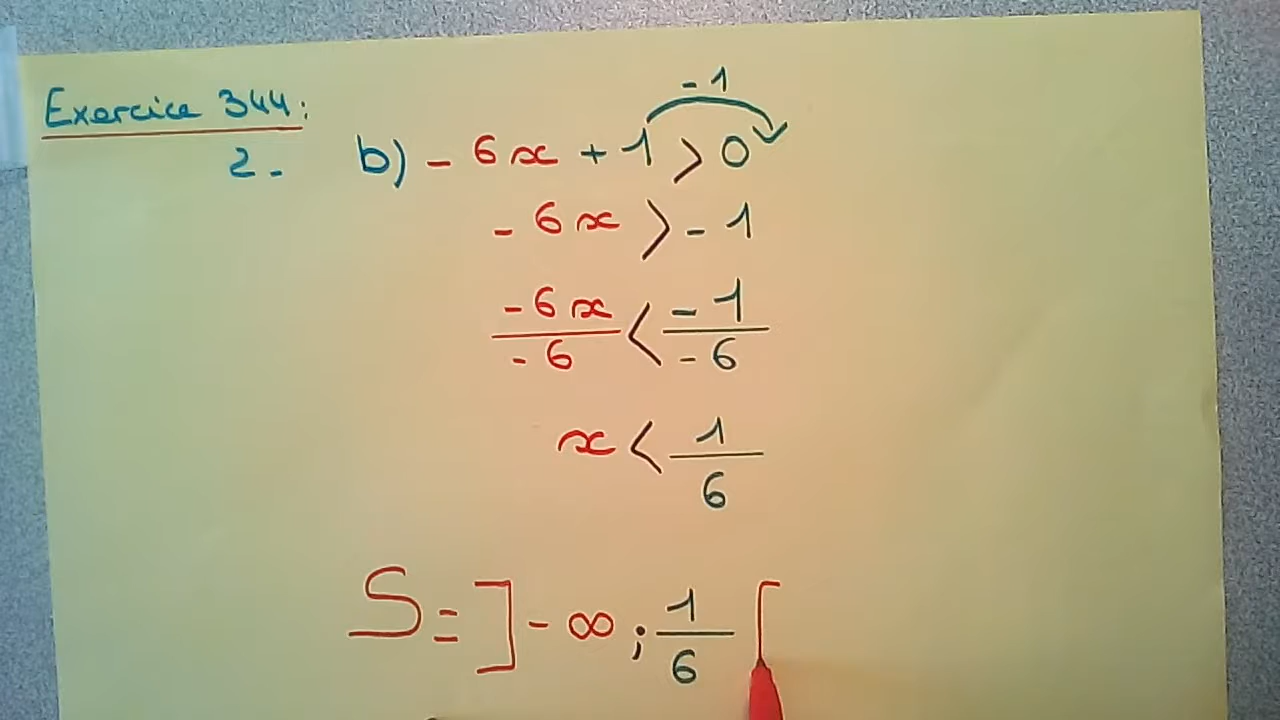 Exercice 344:
-1
2. b) -6x + 1 > 0
-6x > -1
-6x/-6 < -1/-6
x < 1/6
S = ]-∞ ; 1/6 [